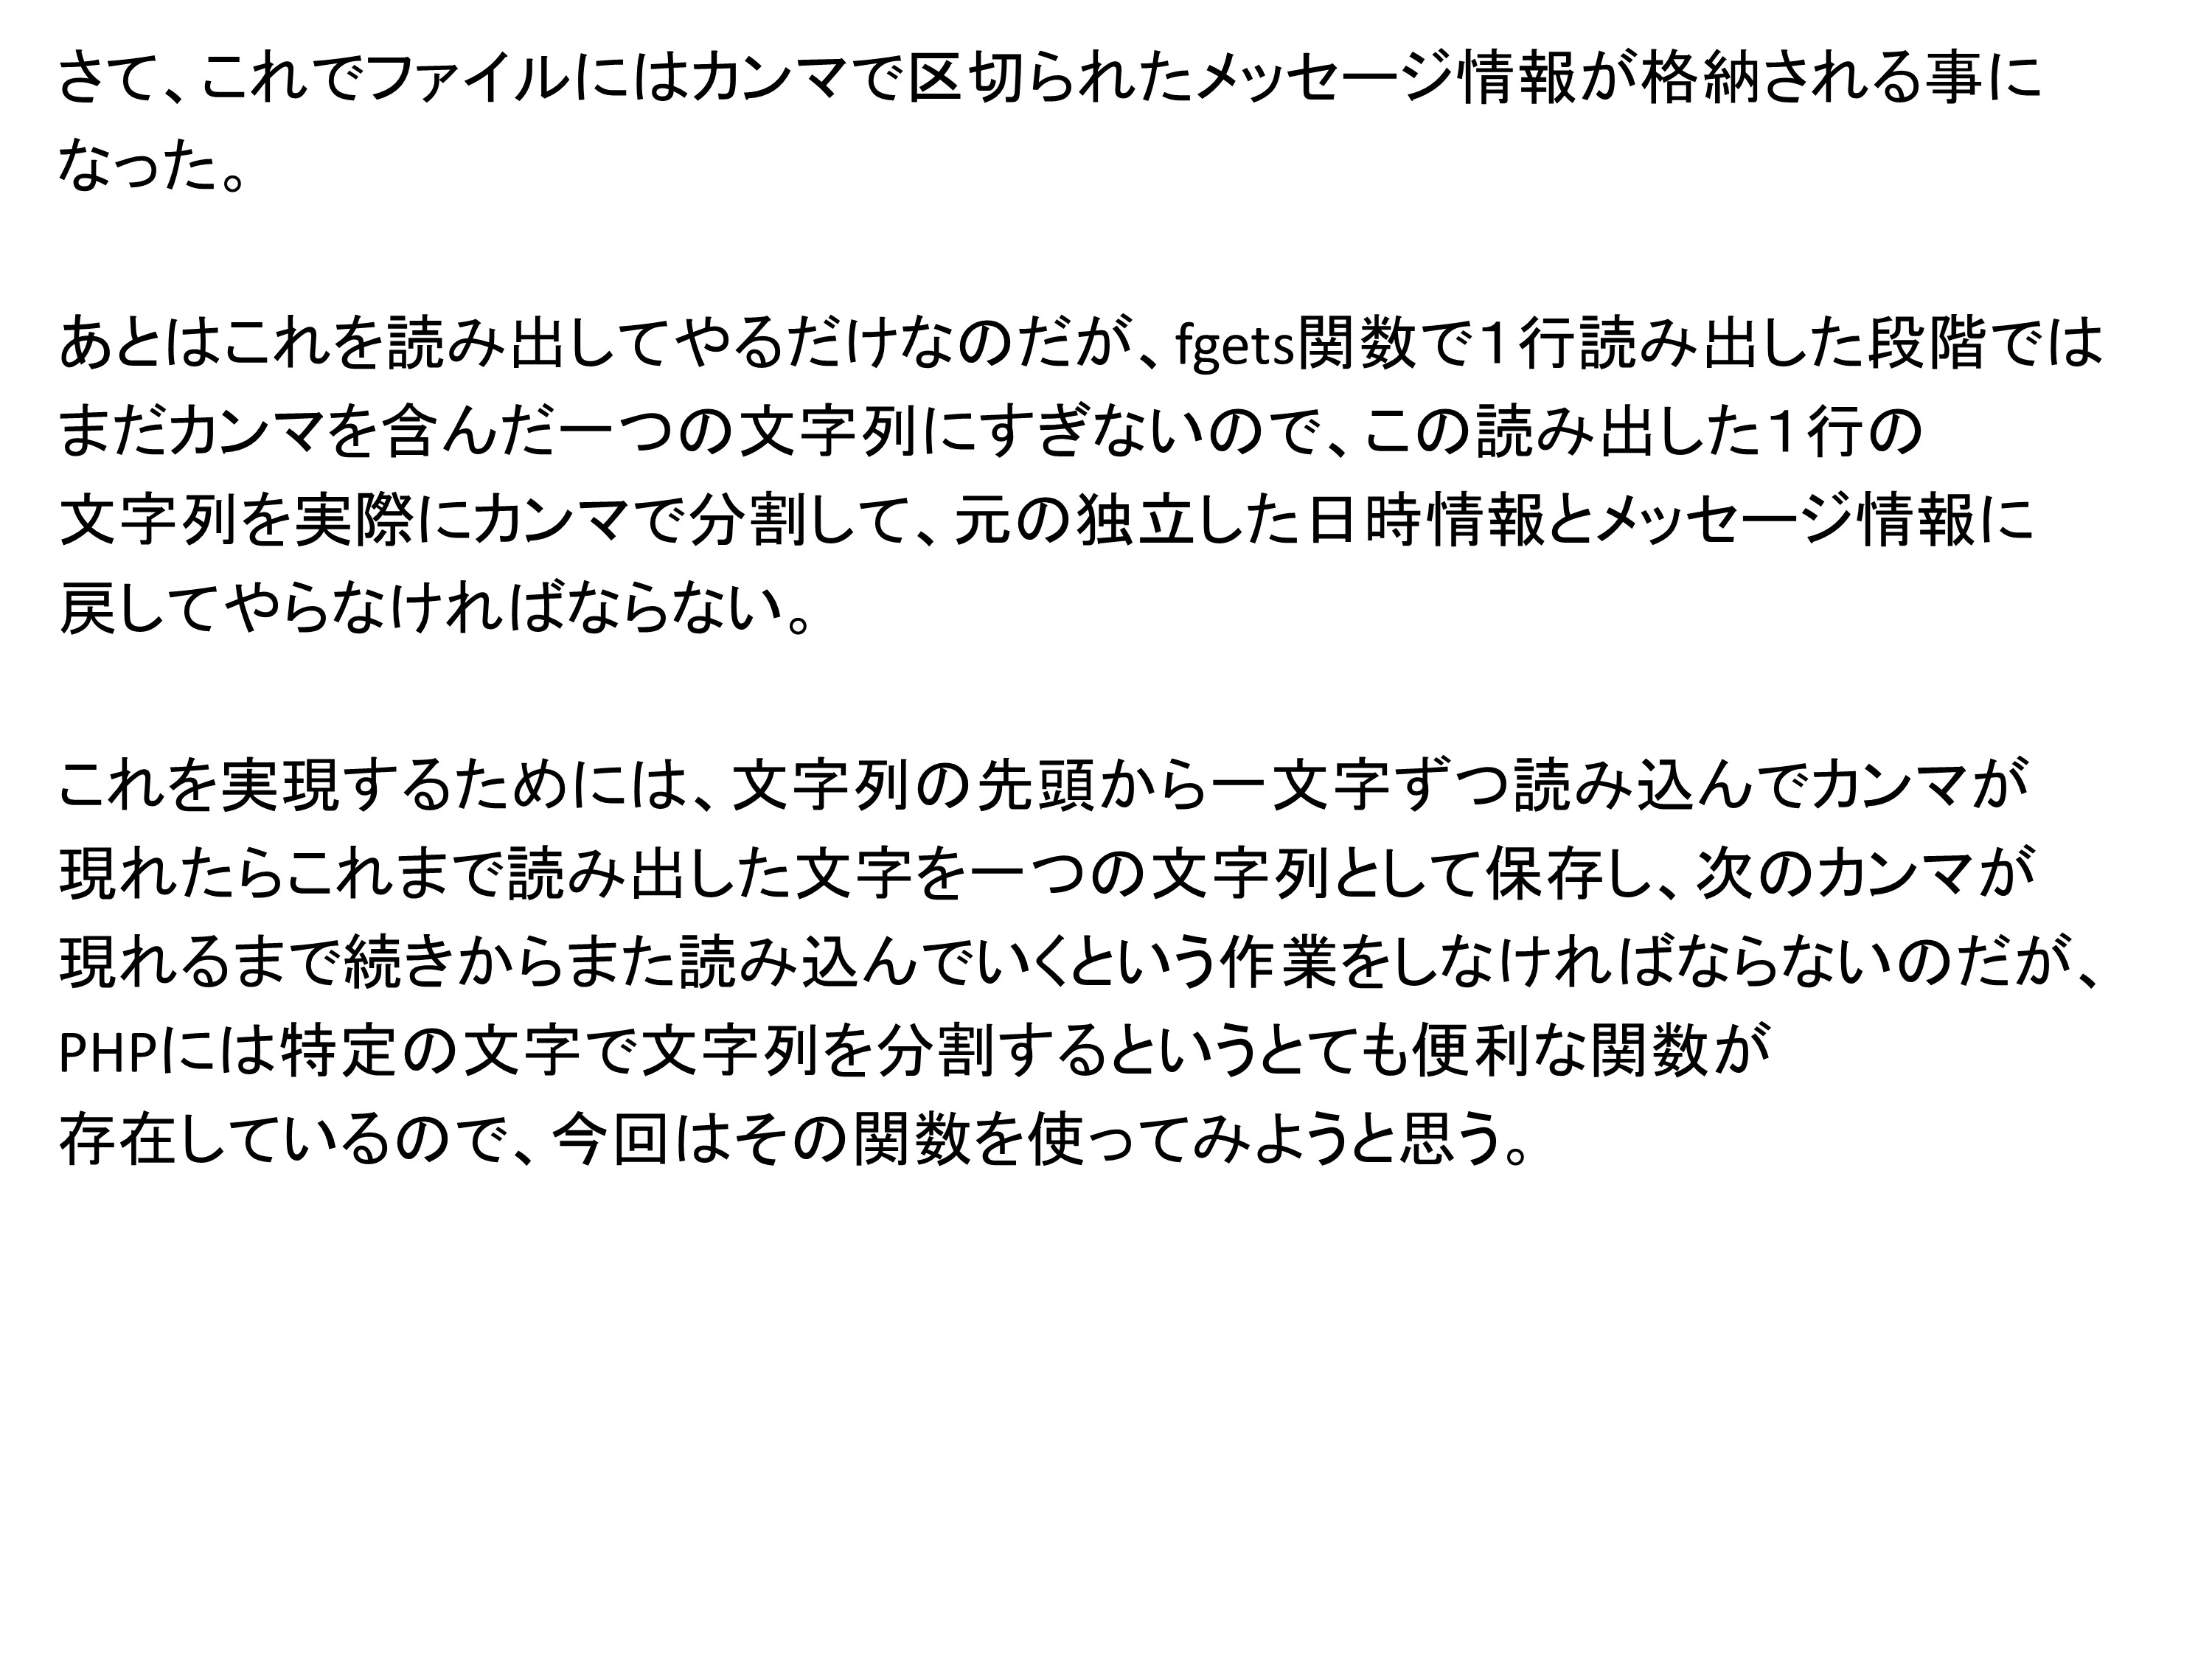 さて、これでファイルにはカンマで区切られたメッセージ情報が格納される事に
なった。
あとはこれを読み出してやるだけなのだが、fgets関数で１行読み出した段階では
まだカンマを含んだ一つの文字列にすぎないので、この読み出した１行の
文字列を実際にカンマで分割して、元の独立した日時情報とメッセージ情報に
戻してやらなければならない。
これを実現するためには、文字列の先頭から一文字ずつ読み込んでカンマが
現れたらこれまで読み出した文字を一つの文字列として保存し、次のカンマが
現れるまで続きからまた読み込んでいくという作業をしなければならないのだが、
PHPには特定の文字で文字列を分割するというとても便利な関数が
存在しているので、今回はその関数を使ってみようと思う。